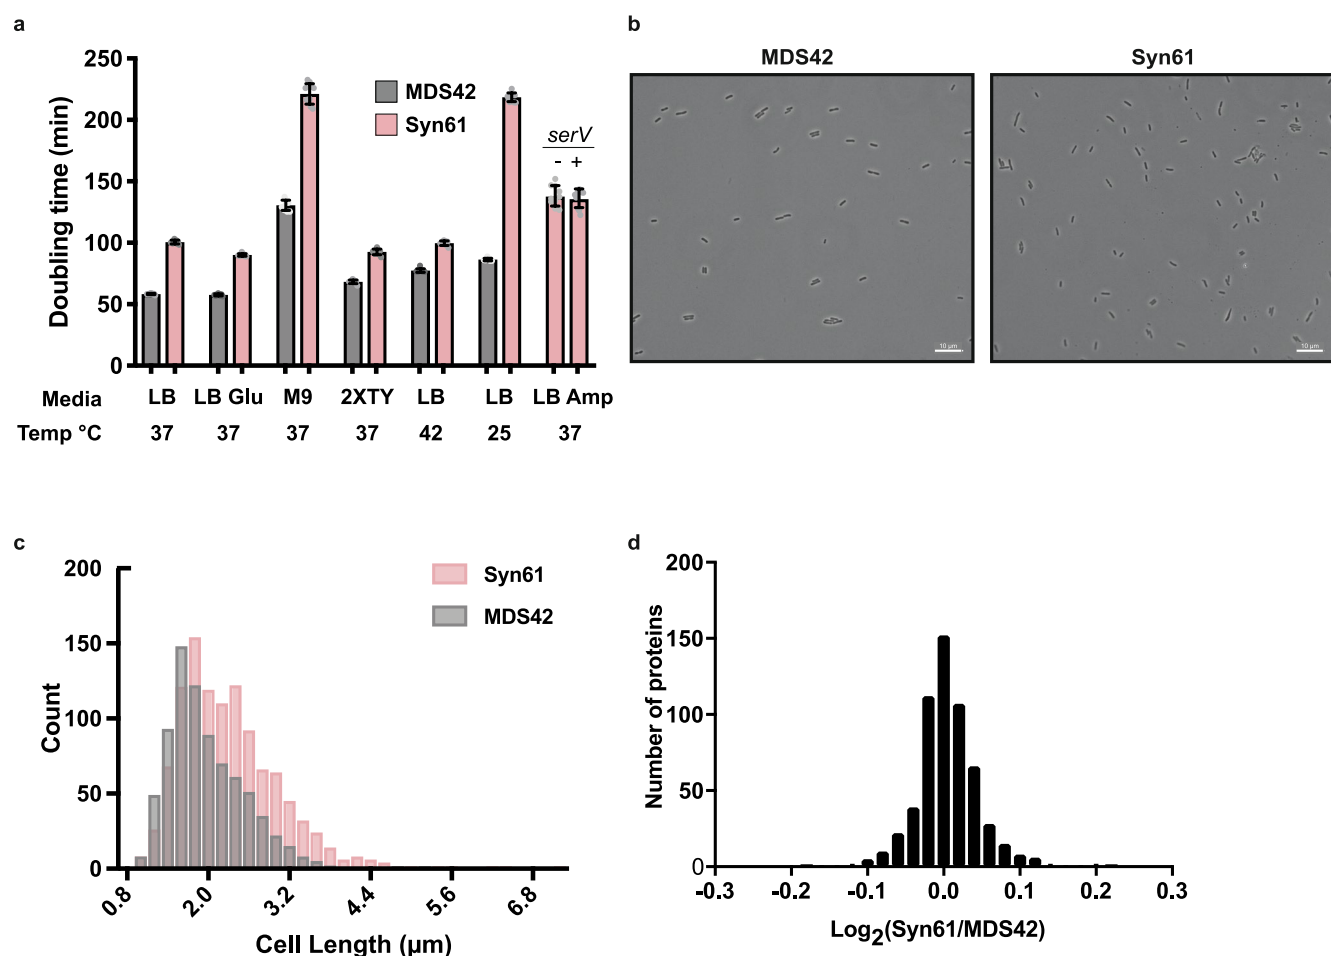 a
250
200
150
100
50
0
Doubling time (min)
MDS42
Syn61
serV
- +
Media LB LB Glu M9 2XTY LB LB LB Amp
Temp °C 37 37 37 37 42 25 37
b
MDS42 Syn61
10 µm 10 µm
c
200
150
100
50
0
Count
Syn61
MDS42
0.8 2.0 3.2 4.4 5.6 6.8
Cell Length (µm)
d
200
150
100
50
0
Number of proteins
-0.3 -0.2 -0.1 0.0 0.1 0.2 0.3
Log2(Syn61/MDS42)